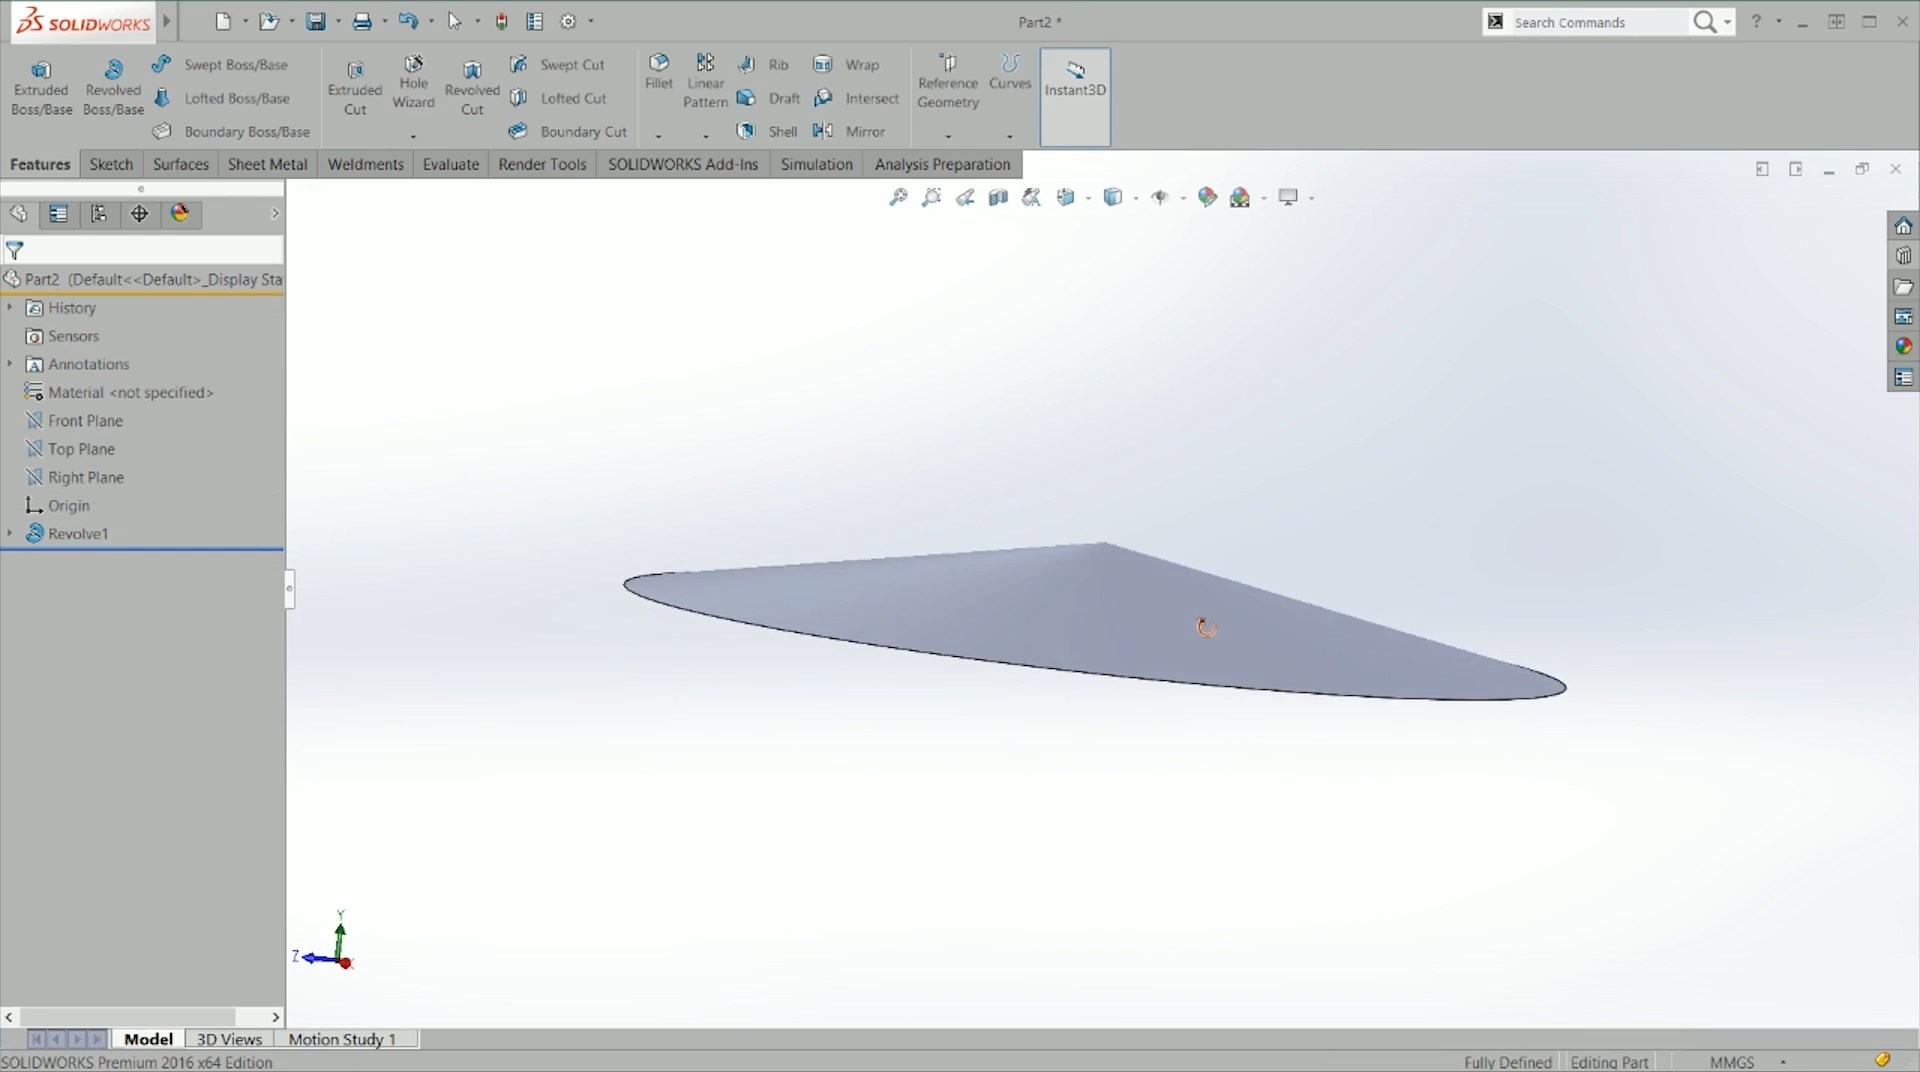 SOLIDWORKS
Part2 *
Search Commands
?
Extruded Boss/Base
Revolved Boss/Base
Swept Boss/Base
Lofted Boss/Base
Boundary Boss/Base
Extruded Cut
Hole Wizard
Revolved Cut
Swept Cut
Lofted Cut
Boundary Cut
Fillet
Linear Pattern
Rib
Draft
Shell
Wrap
Intersect
Mirror
Reference Geometry
Curves
Instant3D
Features
Sketch
Surfaces
Sheet Metal
Weldments
Evaluate
Render Tools
SOLIDWORKS Add-Ins
Simulation
Analysis Preparation
Part2 (Default<<Default>_Display Sta
History
Sensors
A Annotations
Material <not specified>
Front Plane
Top Plane
Right Plane
Origin
Revolve1
Y
Z
X
Model
3D Views
Motion Study 1
SOLIDWORKS Premium 2016 x64 Edition
Fully Defined
Editing Part
MMGS